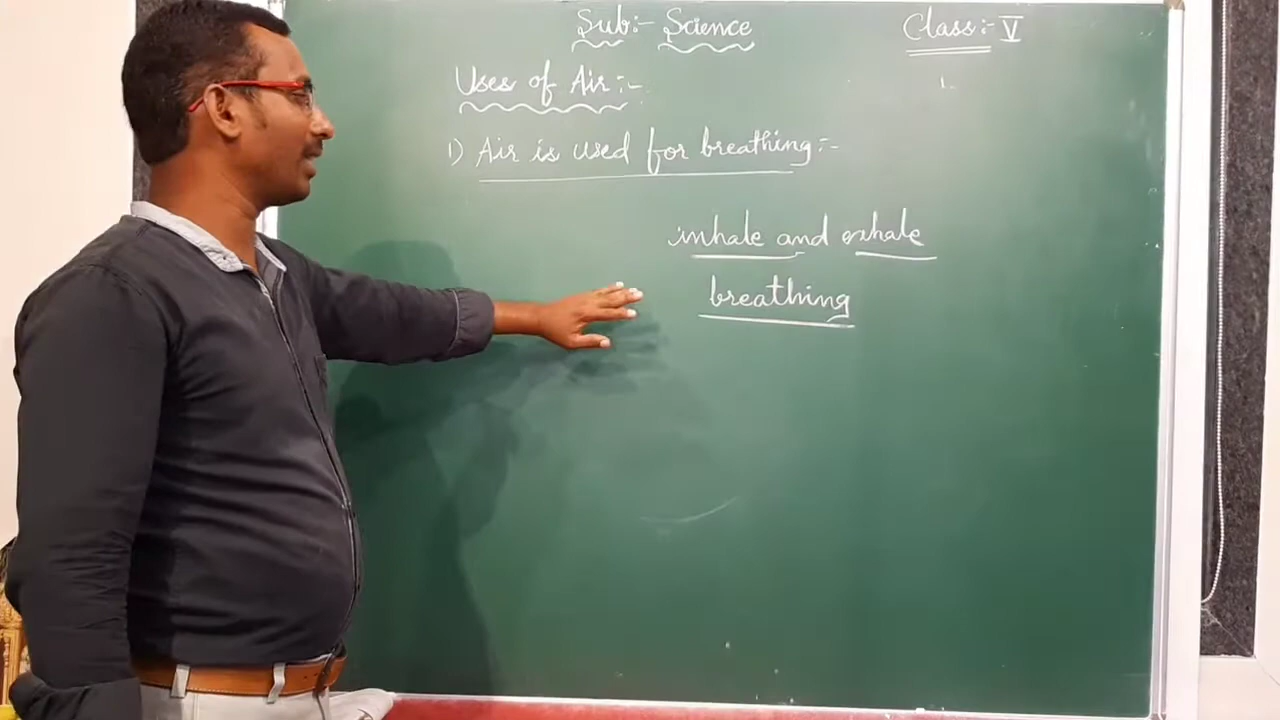 Sub:- Science
Class:- V
Uses of Air:-
1) Air is used for breathing:-
inhale and exhale
breathing